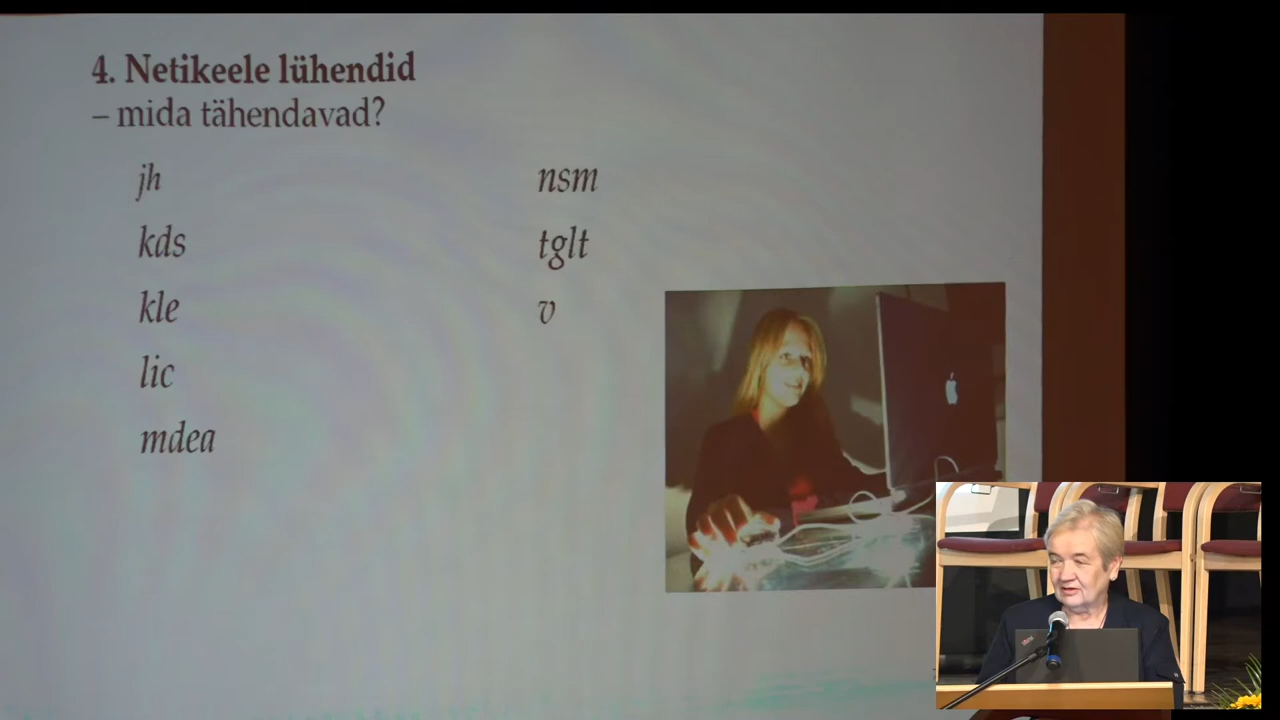 4. Netikeele lühendid
– mida tähendavad?
jh
kds
kle
lic
mdea
nsm
tglt
v